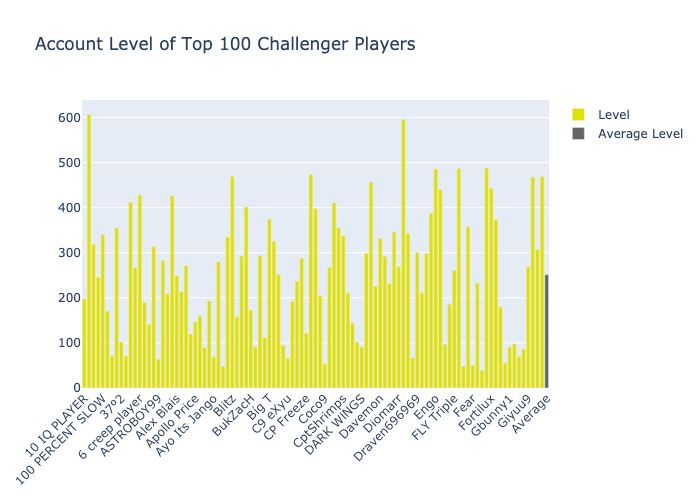 Account Level of Top 100 Challenger Players
Level
Average Level
600
500
400
300
200
100
0
10 IQ PLAYER
100 PERCENT SLOW
37º2
6 creep player
ASTROBOY99
Alex Blais
Apollo Price
Ayo Its Jango
Blitz
BukZacH
Big T
C9 eXyu
CP Freeze
Coco9
CptShrimps
DARK WINGS
Davemon
Diomarr
Draven696969
Engo
FLY Triple
Fear
Fortilux
Gbunny1
Giyuu9
Average